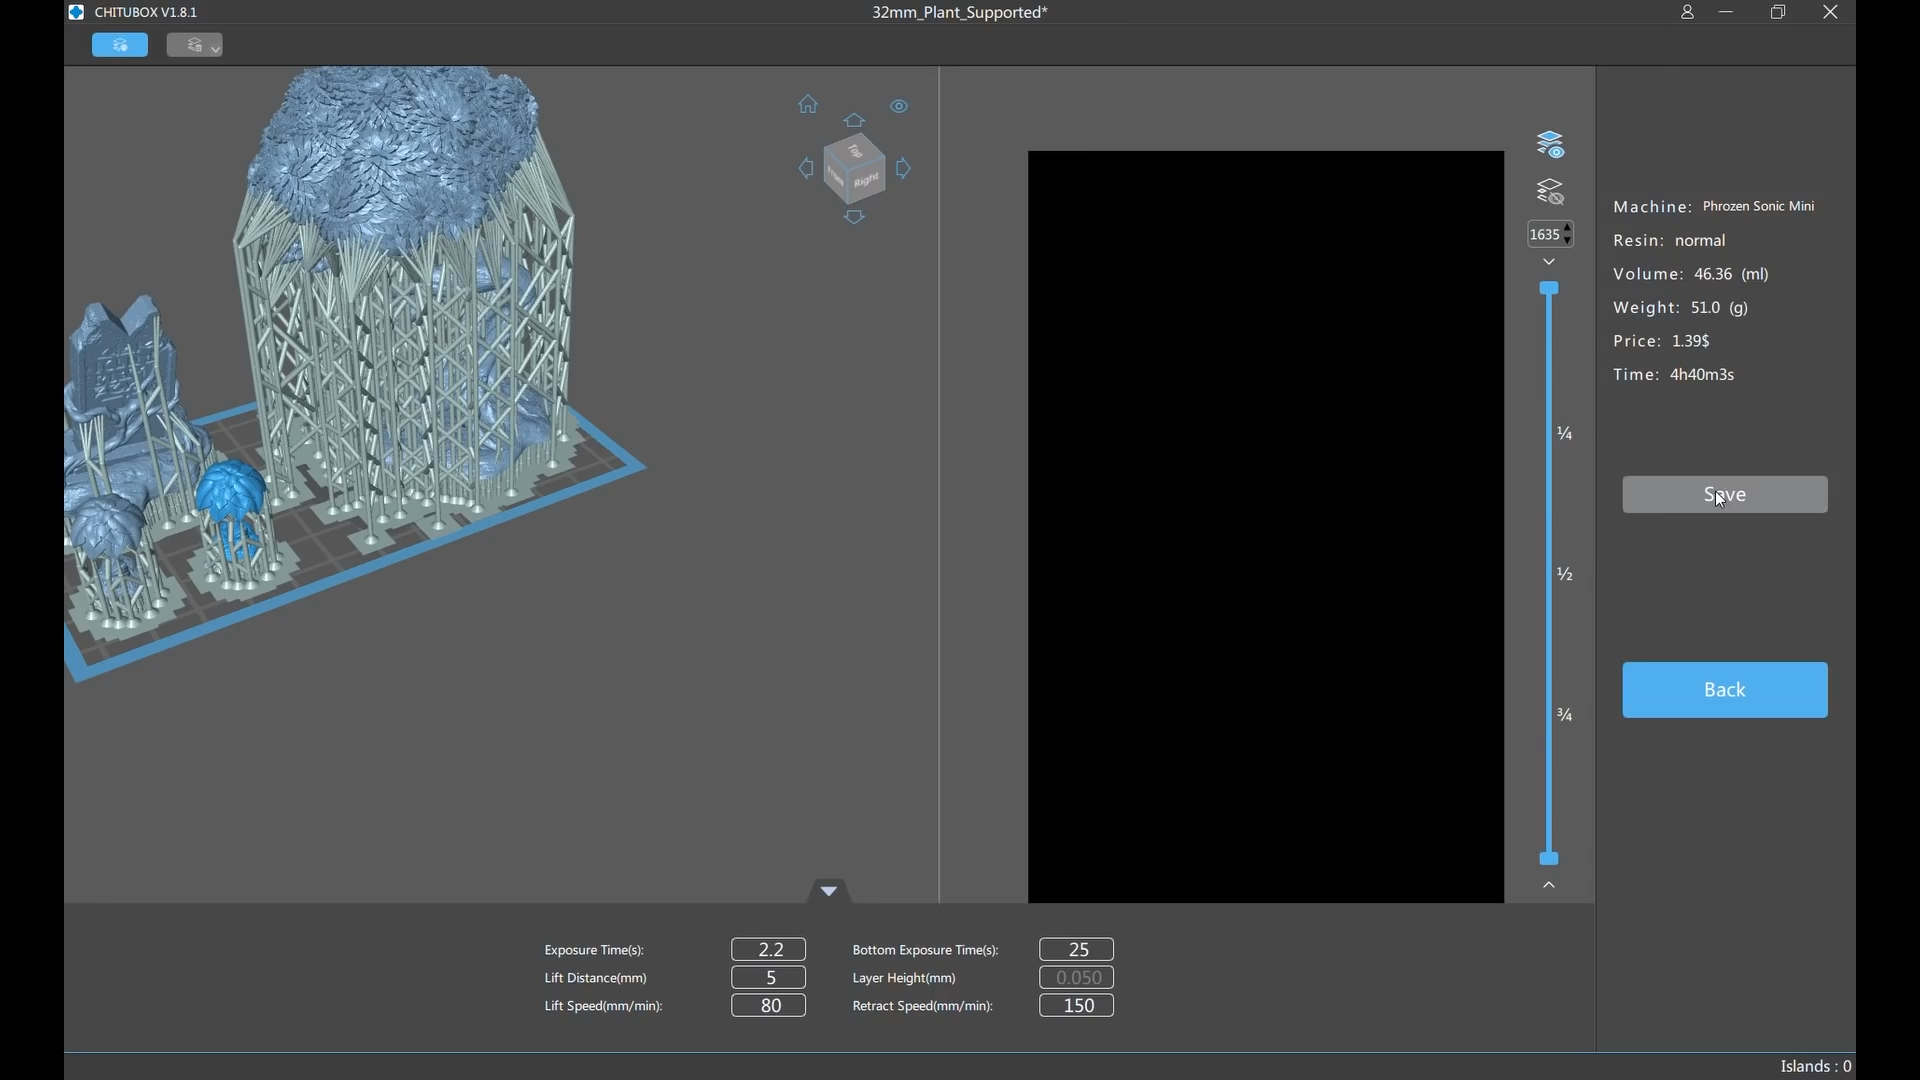 CHITUBOX V1.8.1
32mm_Plant_Supported*
Top
Front
Right
1635
¼
½
¾
Machine: Phrozen Sonic Mini
Resin: normal
Volume: 46.36 (ml)
Weight: 51.0 (g)
Price: 1.39$
Time: 4h40m3s
Save
Back
Exposure Time(s): 2.2 Bottom Exposure Time(s): 25
Lift Distance(mm) 5 Layer Height(mm) 0.050
Lift Speed(mm/min): 80 Retract Speed(mm/min): 150
Islands : 0